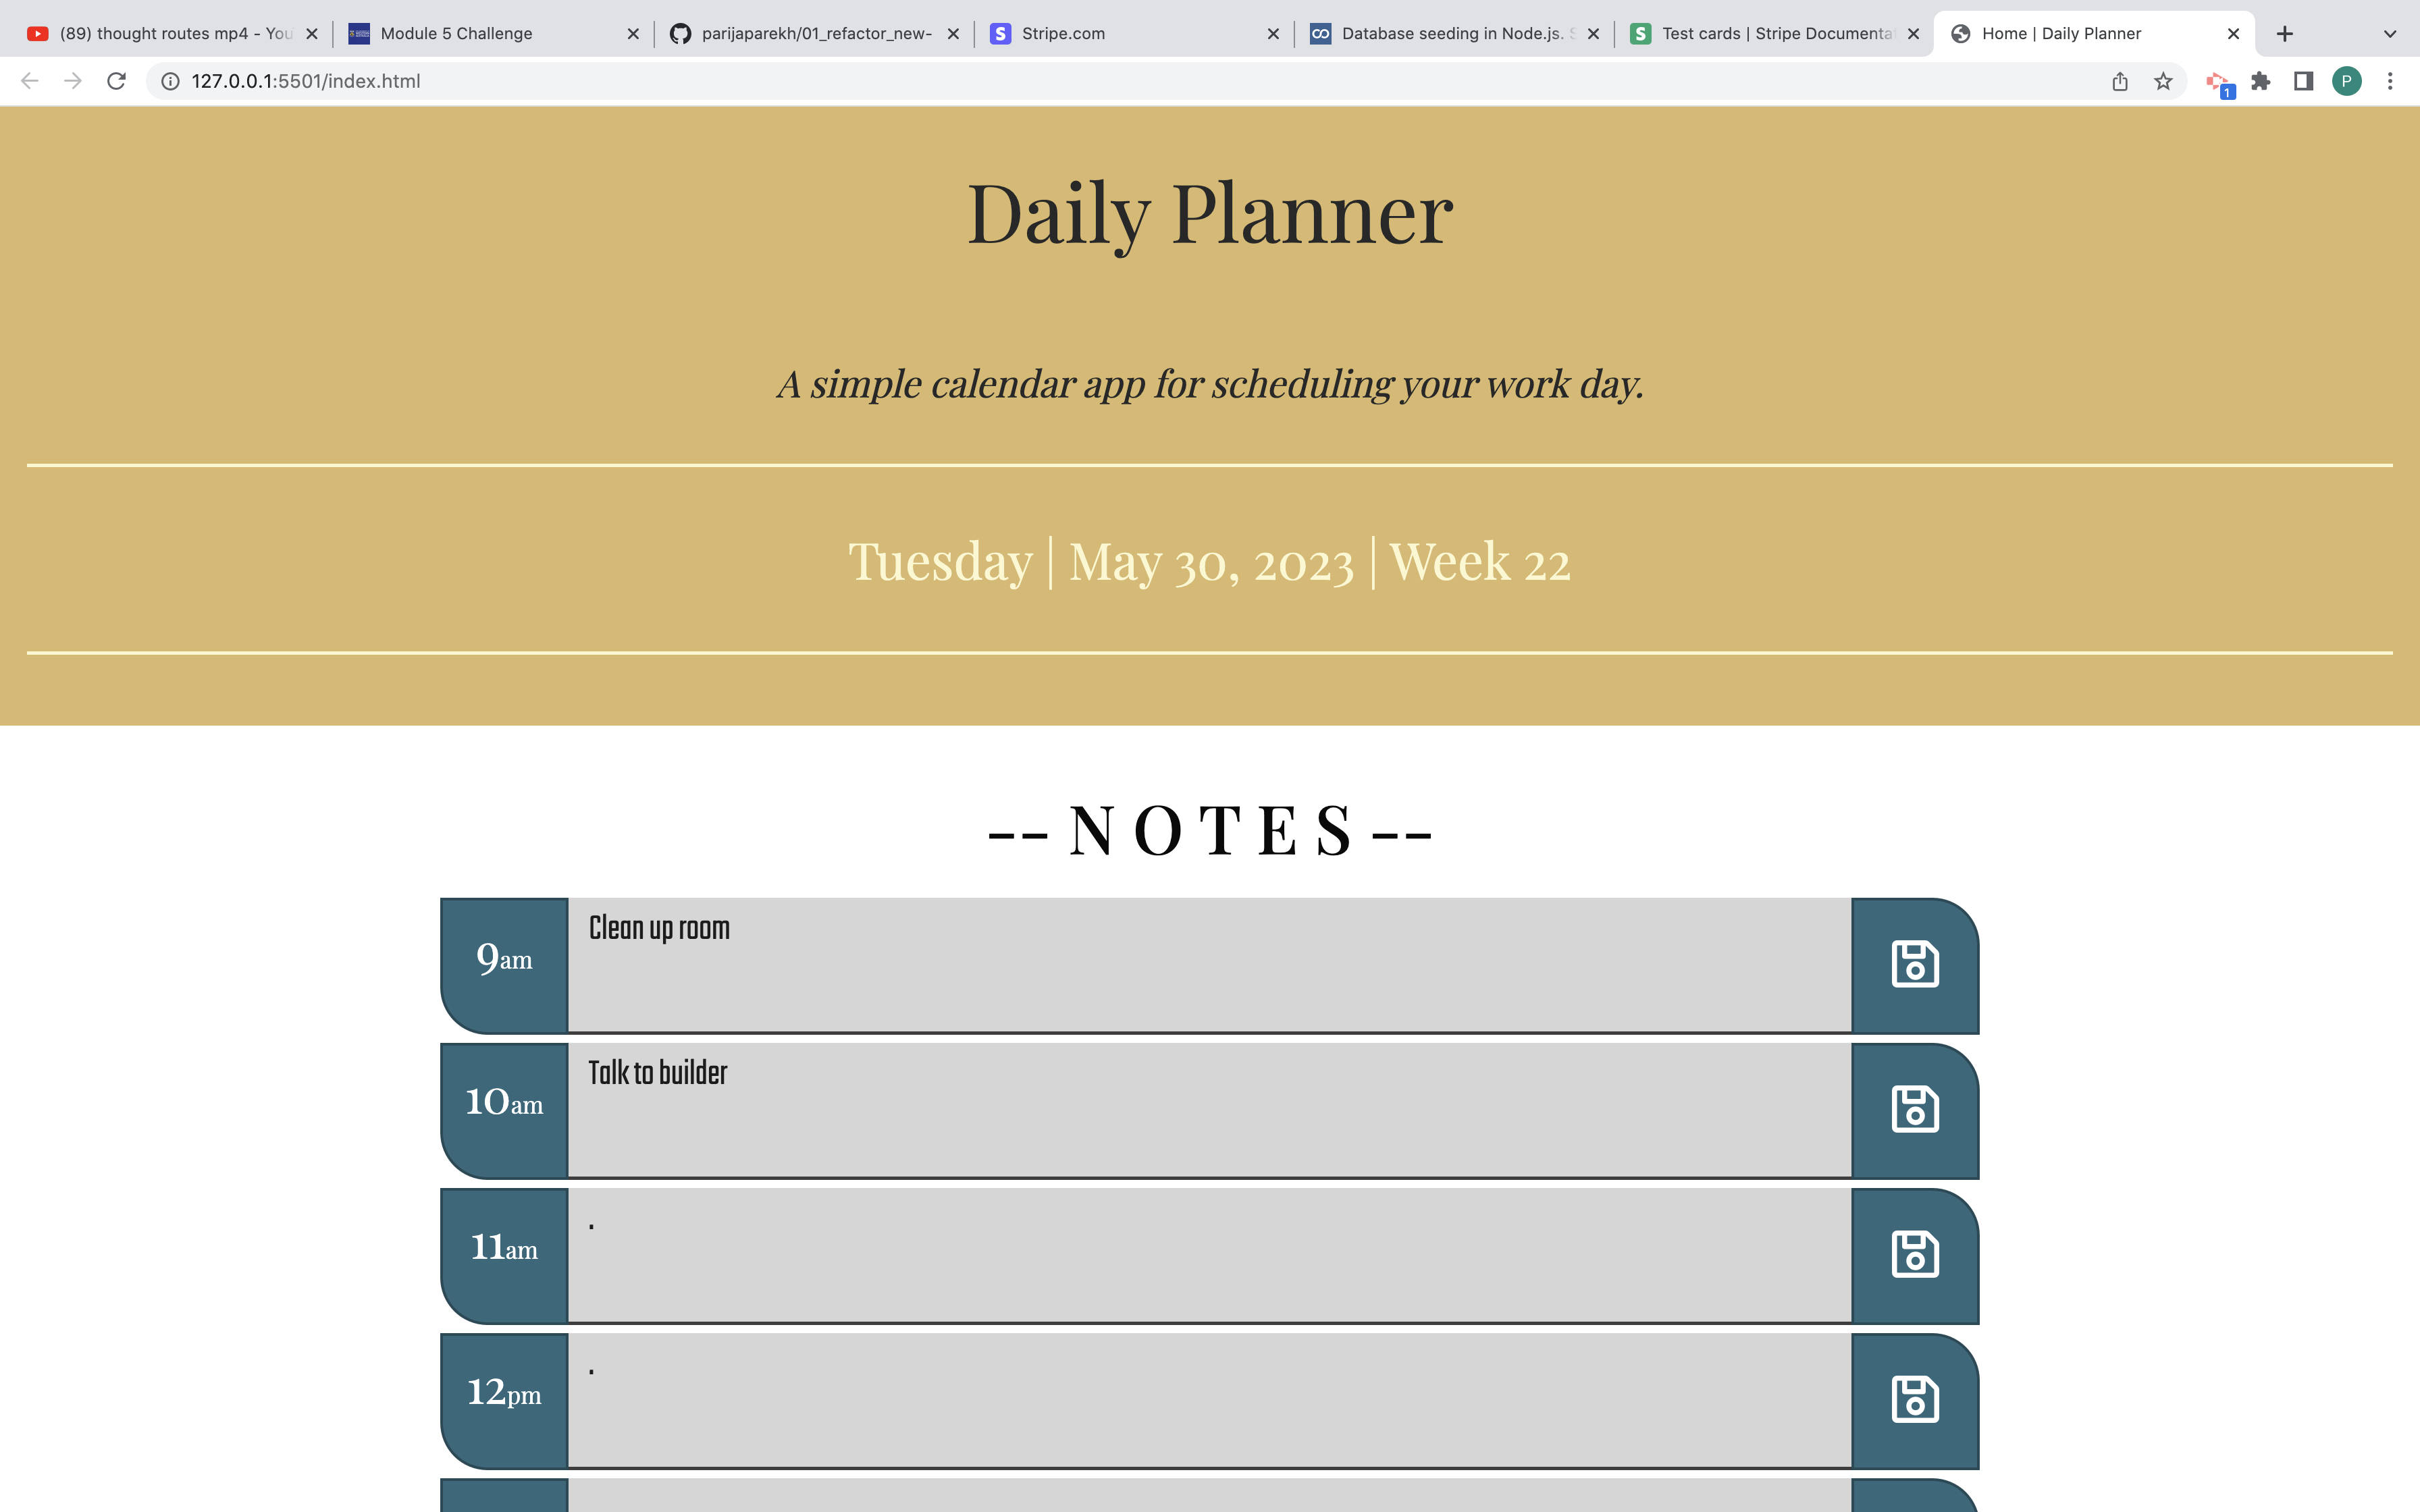 (89) thought routes mp4 - You
Module 5 Challenge
parijaparekh/01_refactor_new-
Stripe.com
Database seeding in Node.js. S
Test cards | Stripe Documenta
Home | Daily Planner
127.0.0.1:5501/index.html
1
P
Daily Planner
A simple calendar app for scheduling your work day.
Tuesday | May 30, 2023 | Week 22
-- N O T E S --
9am
Clean up room
10am
Talk to builder
11am
.
12pm
.